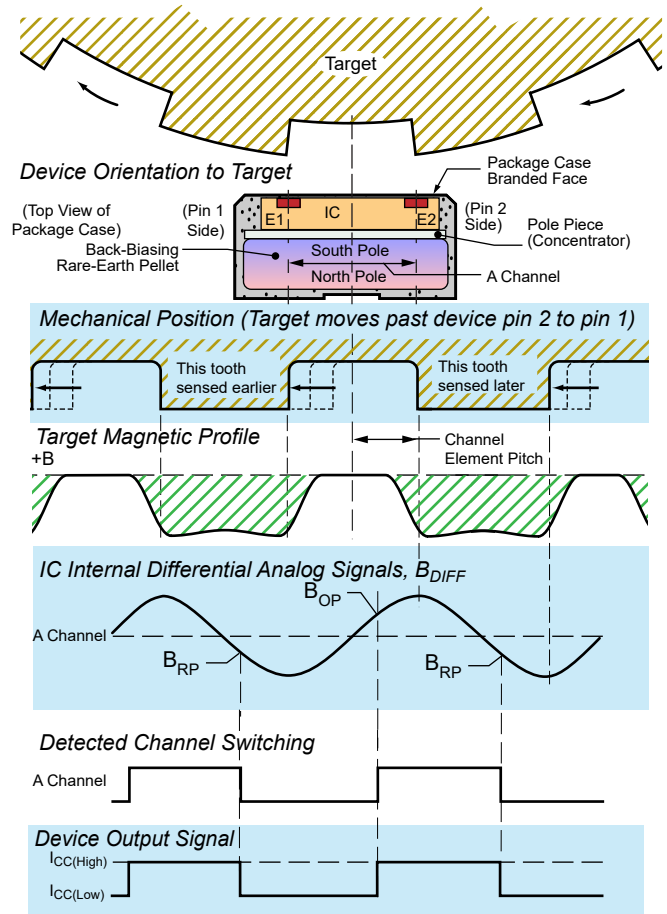 Target
Device Orientation to Target
Package Case
Branded Face
(Top View of
Package Case)
(Pin 1
Side)
E1
IC
E2
(Pin 2
Side)
Pole Piece
(Concentrator)
Back-Biasing
Rare-Earth Pellet
South Pole
North Pole
A Channel
Mechanical Position (Target moves past device pin 2 to pin 1)
This tooth
sensed earlier
This tooth
sensed later
Target Magnetic Profile
+B
Channel
Element Pitch
IC Internal Differential Analog Signals, BDIFF
BOP
A Channel
BRP
BRP
Detected Channel Switching
A Channel
Device Output Signal
ICC(High)
ICC(Low)